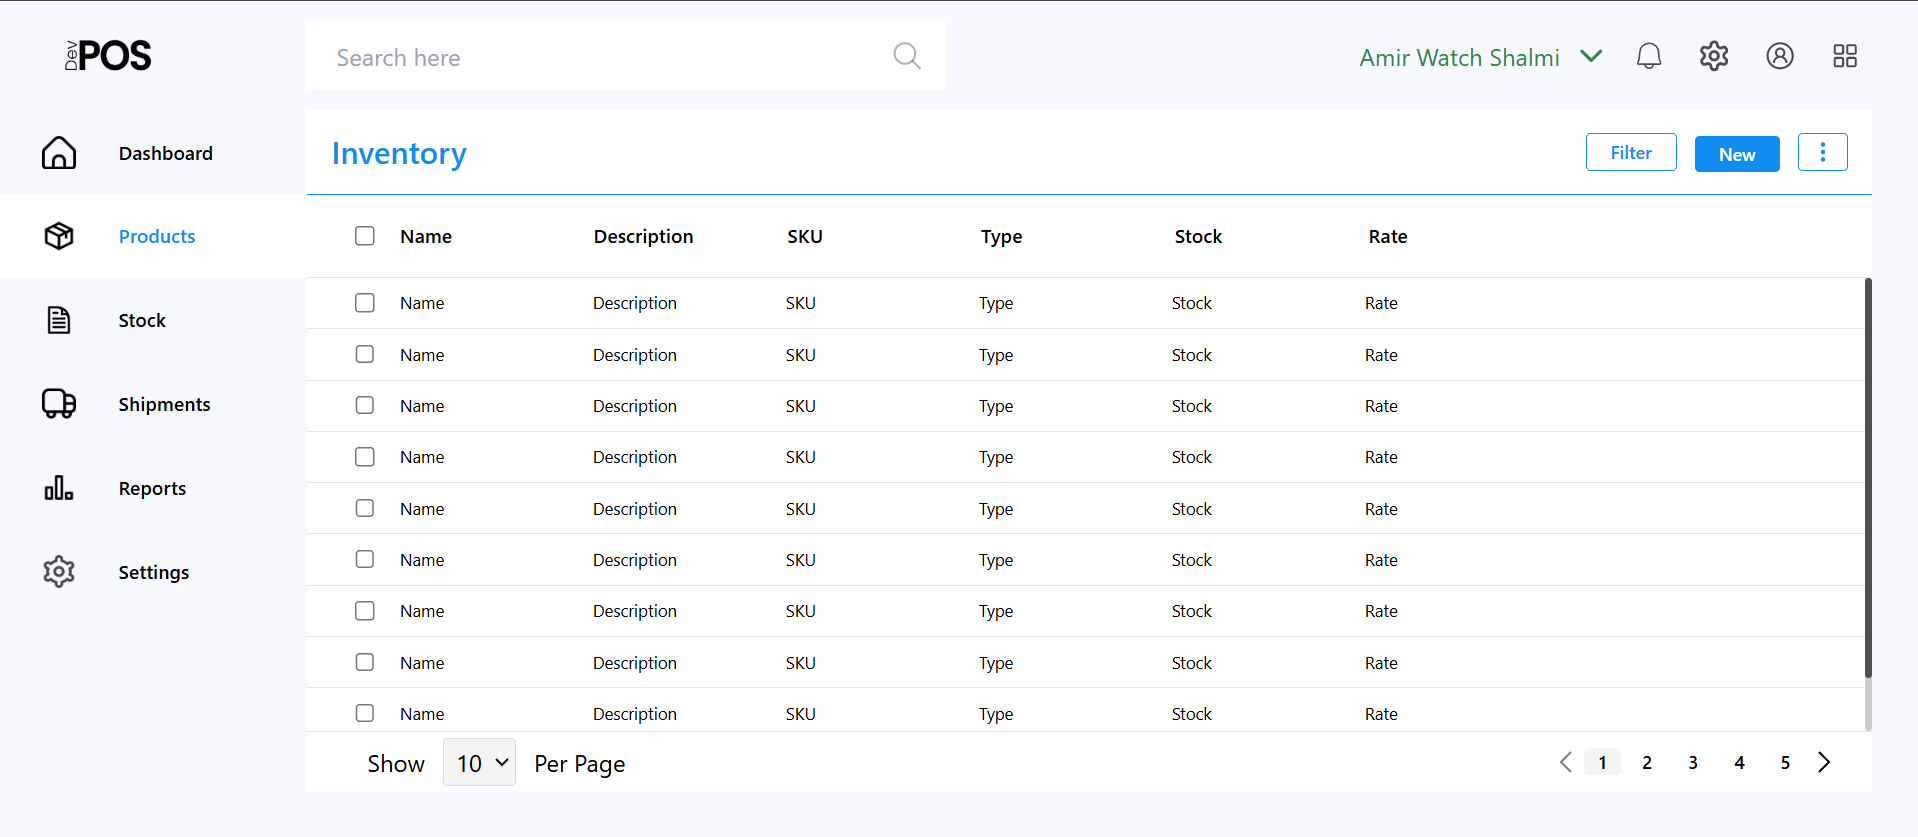 Dev POS
Search here
Amir Watch Shalmi
Dashboard
Products
Stock
Shipments
Reports
Settings
Inventory
Filter
New
Name Description SKU Type Stock Rate
Name Description SKU Type Stock Rate
Name Description SKU Type Stock Rate
Name Description SKU Type Stock Rate
Name Description SKU Type Stock Rate
Name Description SKU Type Stock Rate
Name Description SKU Type Stock Rate
Name Description SKU Type Stock Rate
Name Description SKU Type Stock Rate
Name Description SKU Type Stock Rate
Show 10 Per Page
1 2 3 4 5